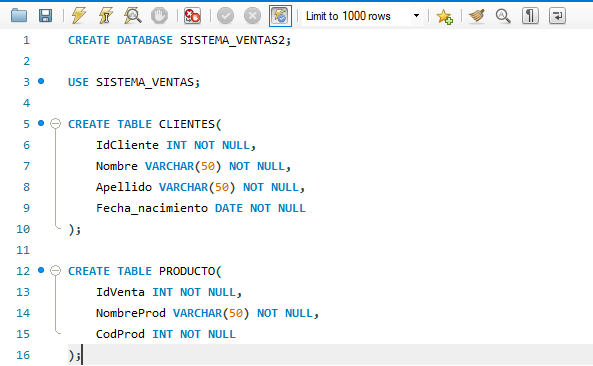 Limit to 1000 rows
1 CREATE DATABASE SISTEMA_VENTAS2;
2
3 USE SISTEMA_VENTAS;
4
5 CREATE TABLE CLIENTES(
6 IdCliente INT NOT NULL,
7 Nombre VARCHAR(50) NOT NULL,
8 Apellido VARCHAR(50) NOT NULL,
9 Fecha_nacimiento DATE NOT NULL
10 );
11
12 CREATE TABLE PRODUCTO(
13 IdVenta INT NOT NULL,
14 NombreProd VARCHAR(50) NOT NULL,
15 CodProd INT NOT NULL
16 );